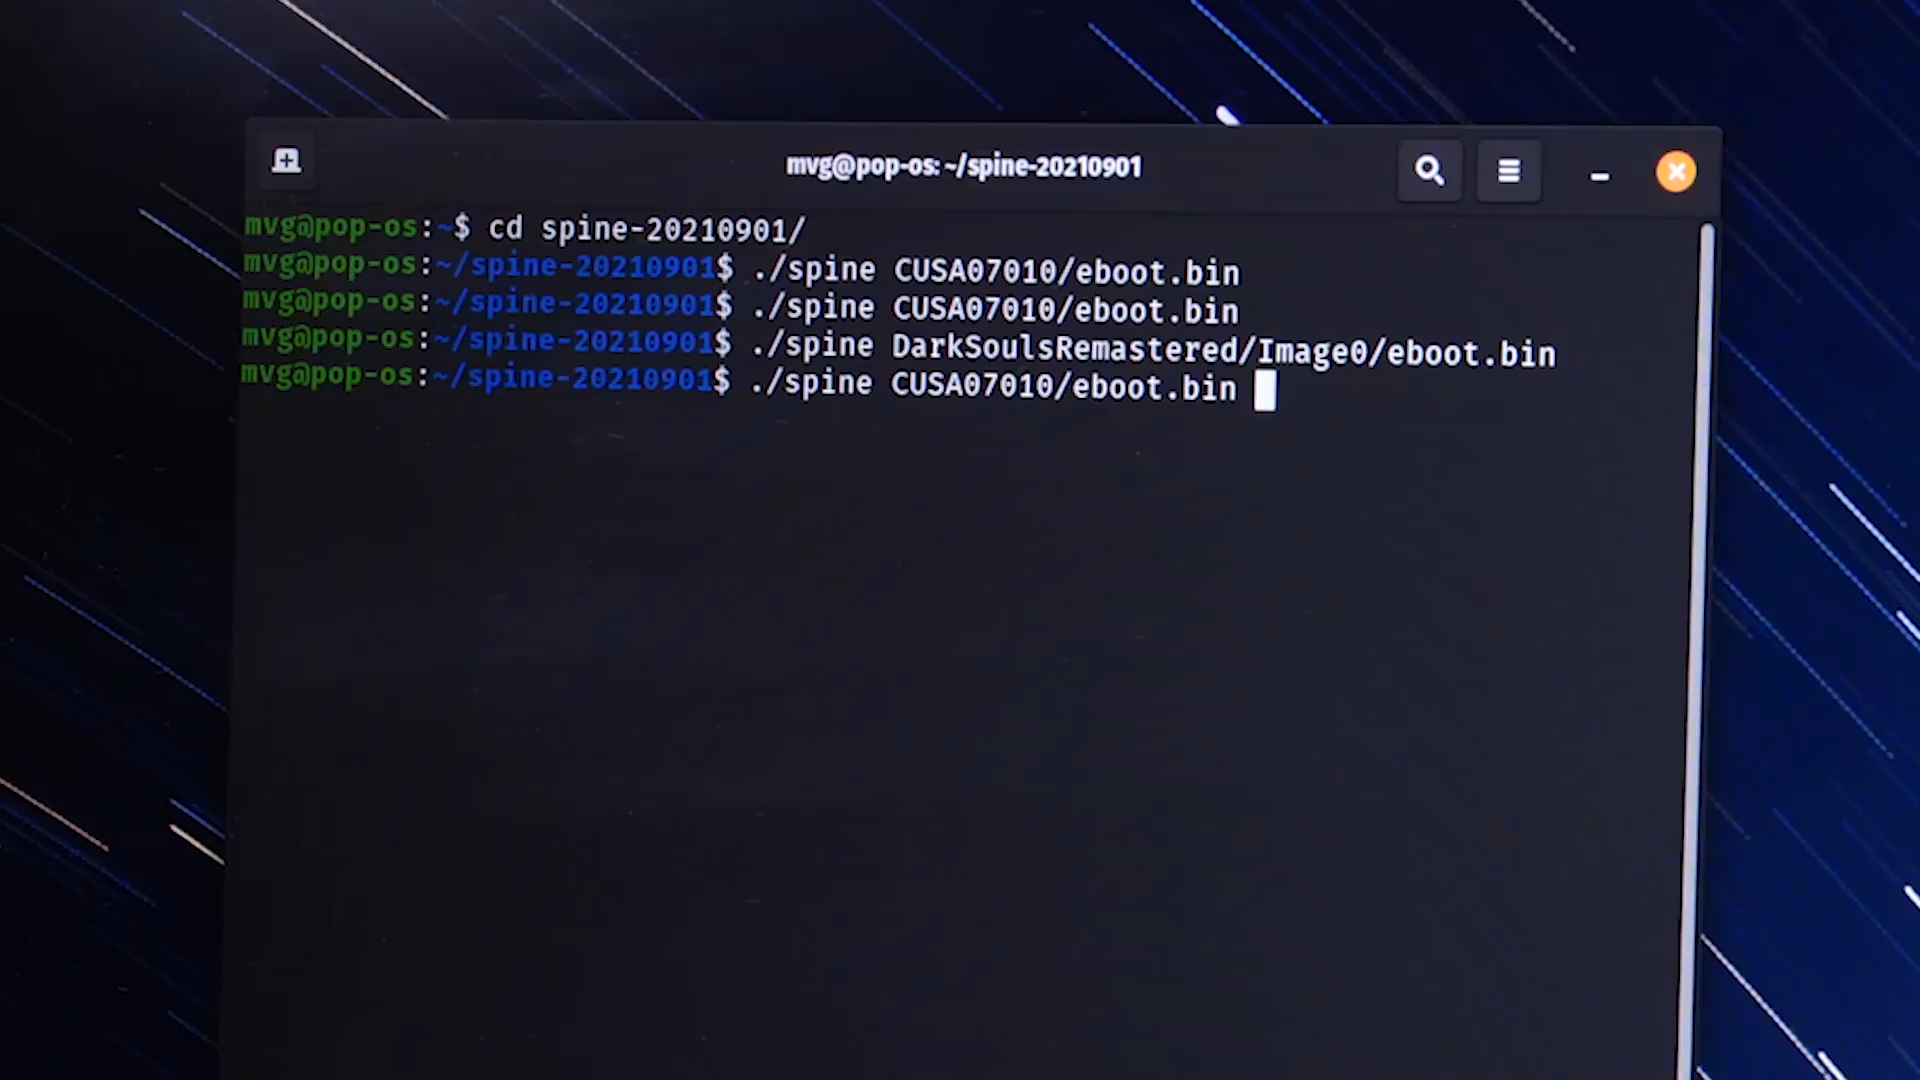 mvg@pop-os: ~/spine-20210901
mvg@pop-os:~$ cd spine-20210901/
mvg@pop-os:~/spine-20210901$ ./spine CUSA07010/eboot.bin
mvg@pop-os:~/spine-20210901$ ./spine CUSA07010/eboot.bin
mvg@pop-os:~/spine-20210901$ ./spine DarkSoulsRemastered/Image0/eboot.bin
mvg@pop-os:~/spine-20210901$ ./spine CUSA07010/eboot.bin